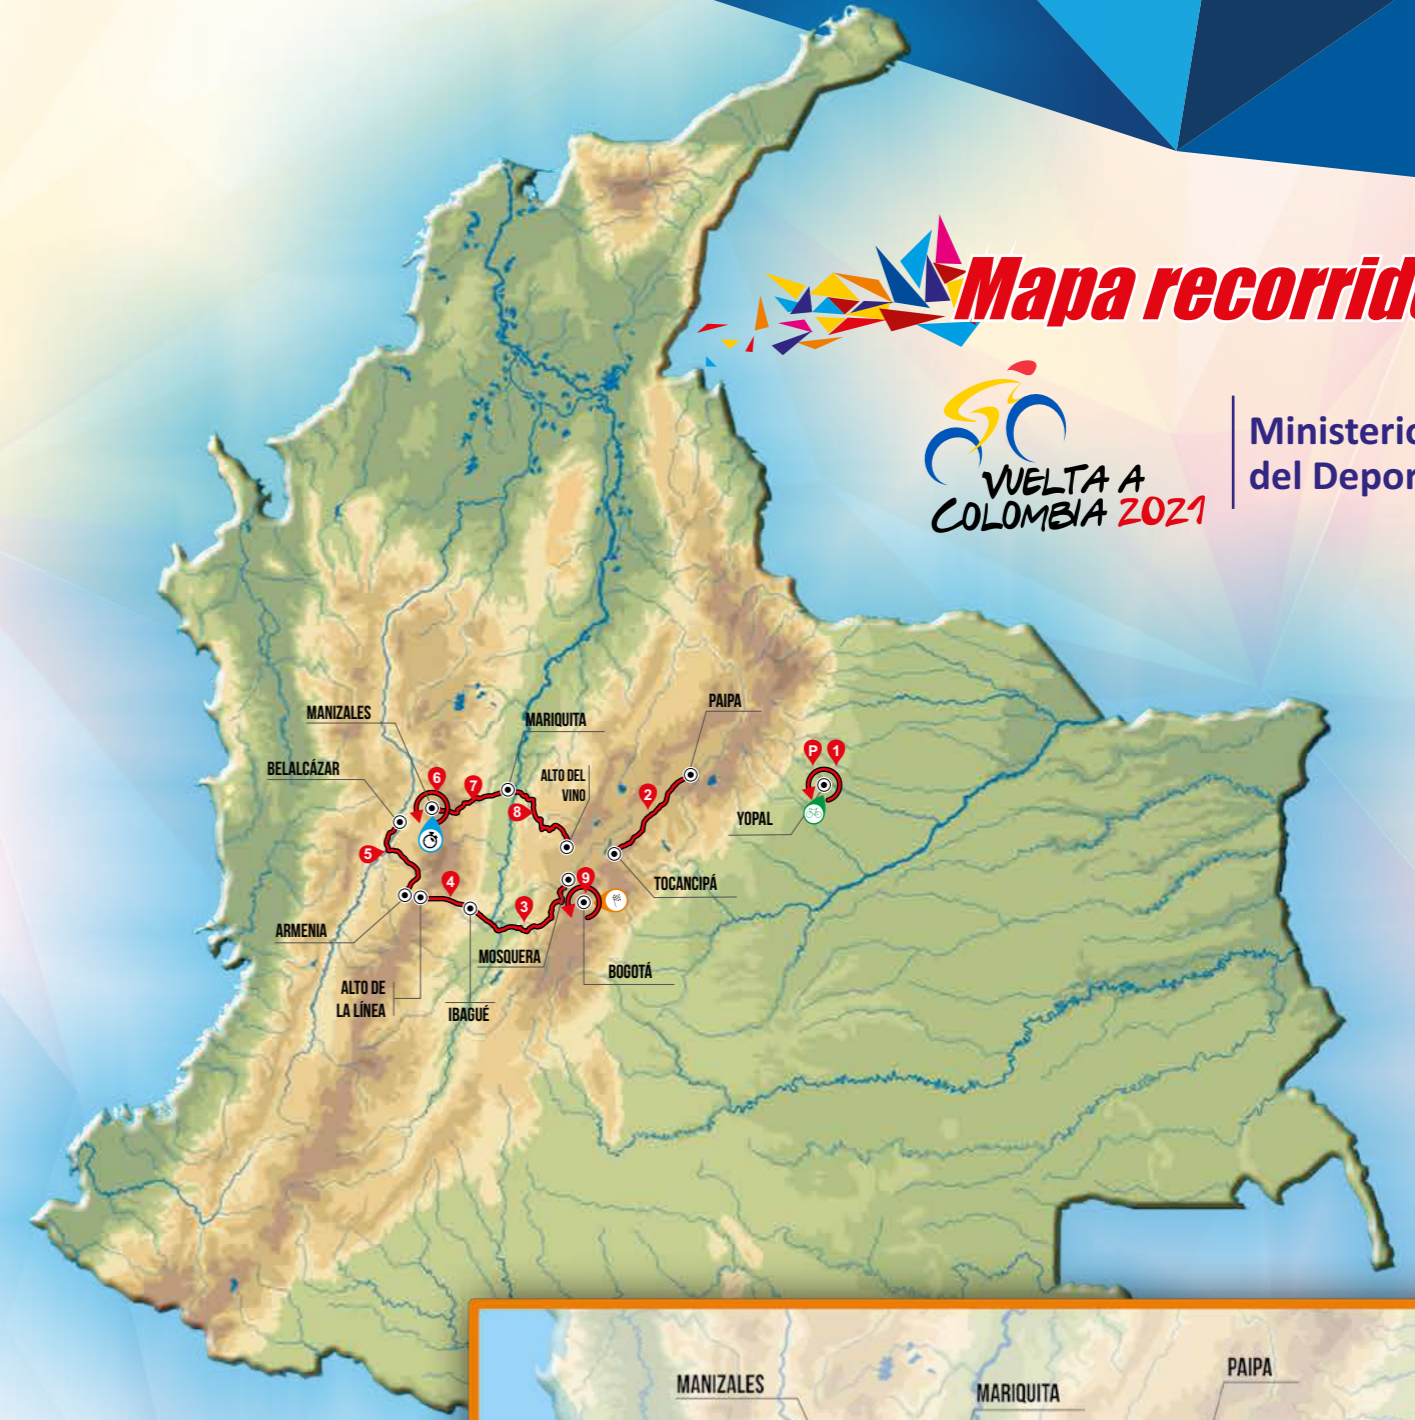 Mapa recorrid
VUELTA A
COLOMBIA 2021
Ministerio
del Depor
MANIZALES
MARIQUITA
PAIPA
BELALCÁZAR
ALTO DEL
VINO
P 1
6
7
8
2
YOPAL
5
4
9
3
TOCANCIPÁ
ARMENIA
MOSQUERA
BOGOTÁ
ALTO DE
LA LÍNEA
IBAGUÉ
MANIZALES
MARIQUITA
PAIPA